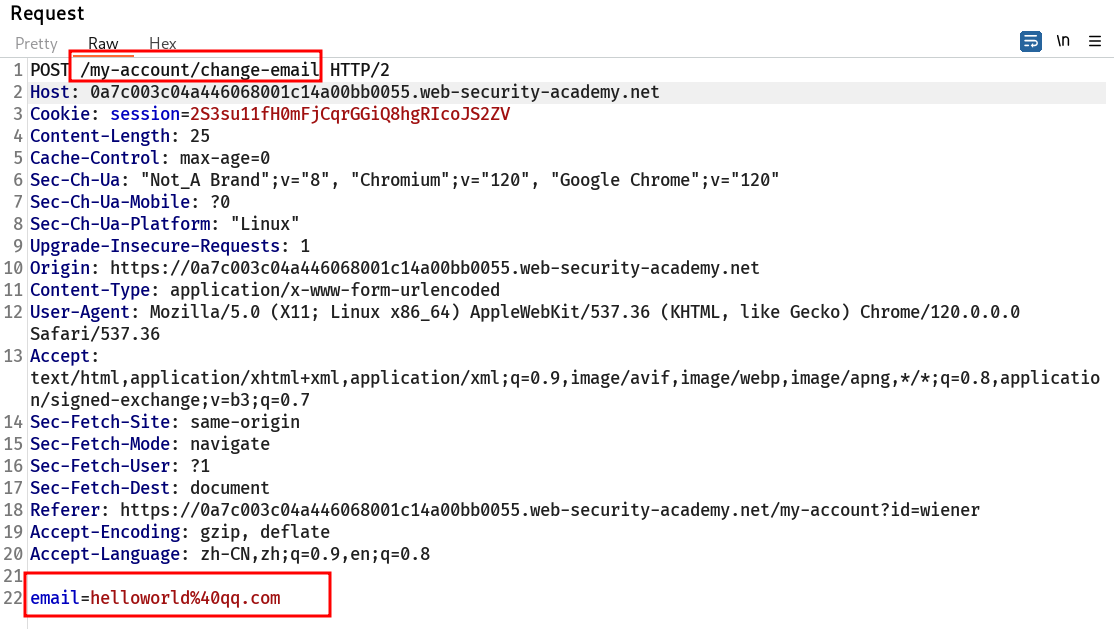 Request
Pretty Raw Hex \n
1 POST /my-account/change-email HTTP/2
2 Host: 0a7c003c04a446068001c14a00bb0055.web-security-academy.net
3 Cookie: session=2S3su11fH0mFjCqrGGiQ8hgRIcoJS2ZV
4 Content-Length: 25
5 Cache-Control: max-age=0
6 Sec-Ch-Ua: "Not_A Brand";v="8", "Chromium";v="120", "Google Chrome";v="120"
7 Sec-Ch-Ua-Mobile: ?0
8 Sec-Ch-Ua-Platform: "Linux"
9 Upgrade-Insecure-Requests: 1
10 Origin: https://0a7c003c04a446068001c14a00bb0055.web-security-academy.net
11 Content-Type: application/x-www-form-urlencoded
12 User-Agent: Mozilla/5.0 (X11; Linux x86_64) AppleWebKit/537.36 (KHTML, like Gecko) Chrome/120.0.0.0
Safari/537.36
13 Accept:
text/html,application/xhtml+xml,application/xml;q=0.9,image/avif,image/webp,image/apng,*/*;q=0.8,applicatio
n/signed-exchange;v=b3;q=0.7
14 Sec-Fetch-Site: same-origin
15 Sec-Fetch-Mode: navigate
16 Sec-Fetch-User: ?1
17 Sec-Fetch-Dest: document
18 Referer: https://0a7c003c04a446068001c14a00bb0055.web-security-academy.net/my-account?id=wiener
19 Accept-Encoding: gzip, deflate
20 Accept-Language: zh-CN,zh;q=0.9,en;q=0.8
21
22 email=helloworld%40qq.com